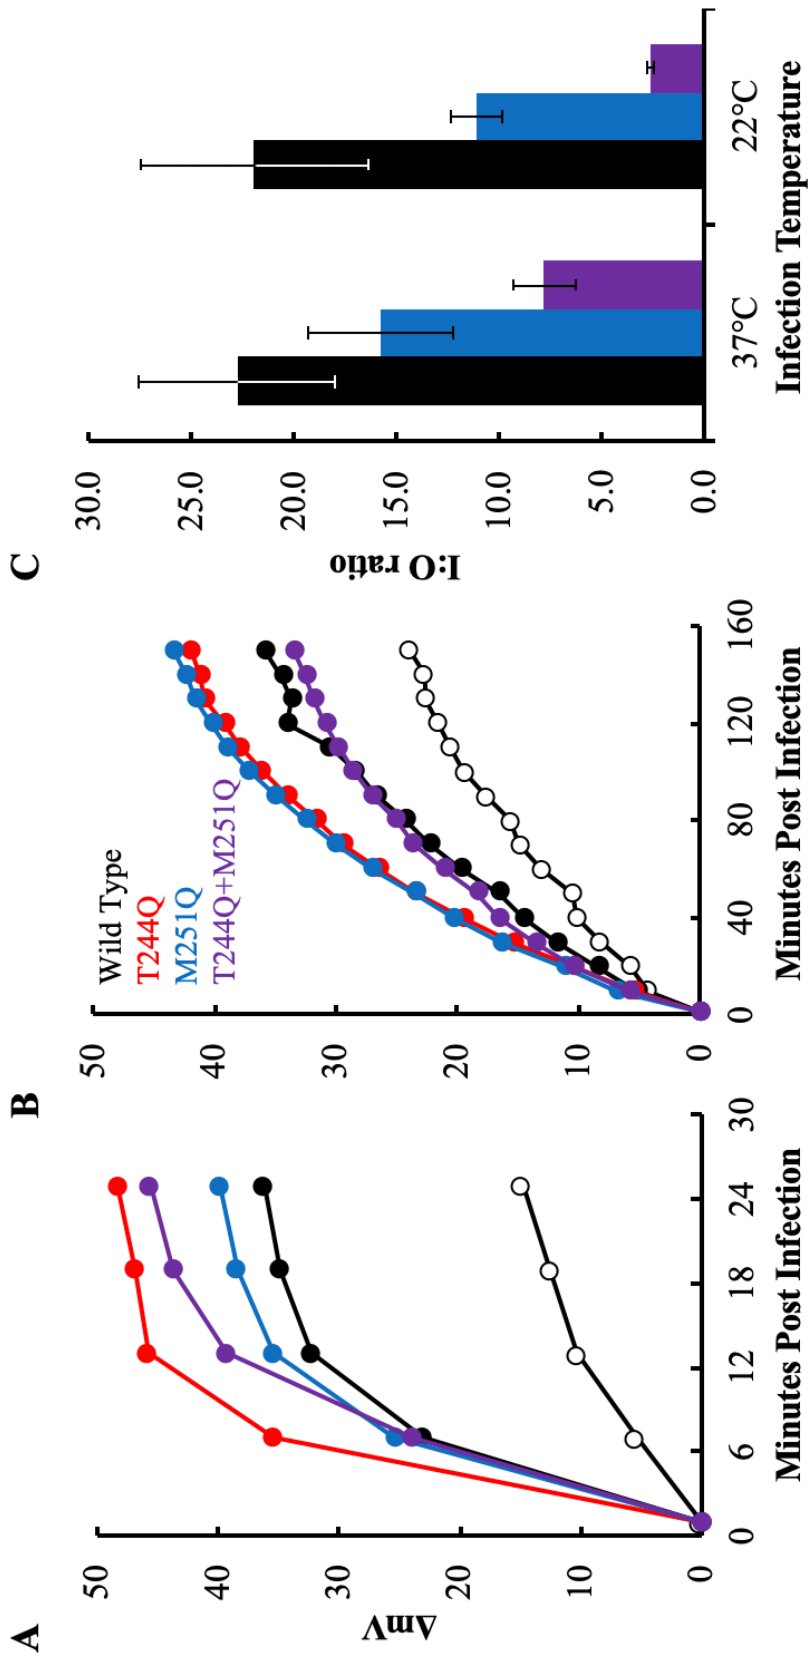 A
ΔmV
50
40
30
20
10
0
0
6
12
18
24
30
Minutes Post Infection
B
50
40
30
20
10
0
Wild Type
T244Q
M251Q
T244Q+M251Q
0
40
80
120
160
Minutes Post Infection
C
I:O ratio
30.0
25.0
20.0
15.0
10.0
5.0
0.0
37°C
22°C
Infection Temperature